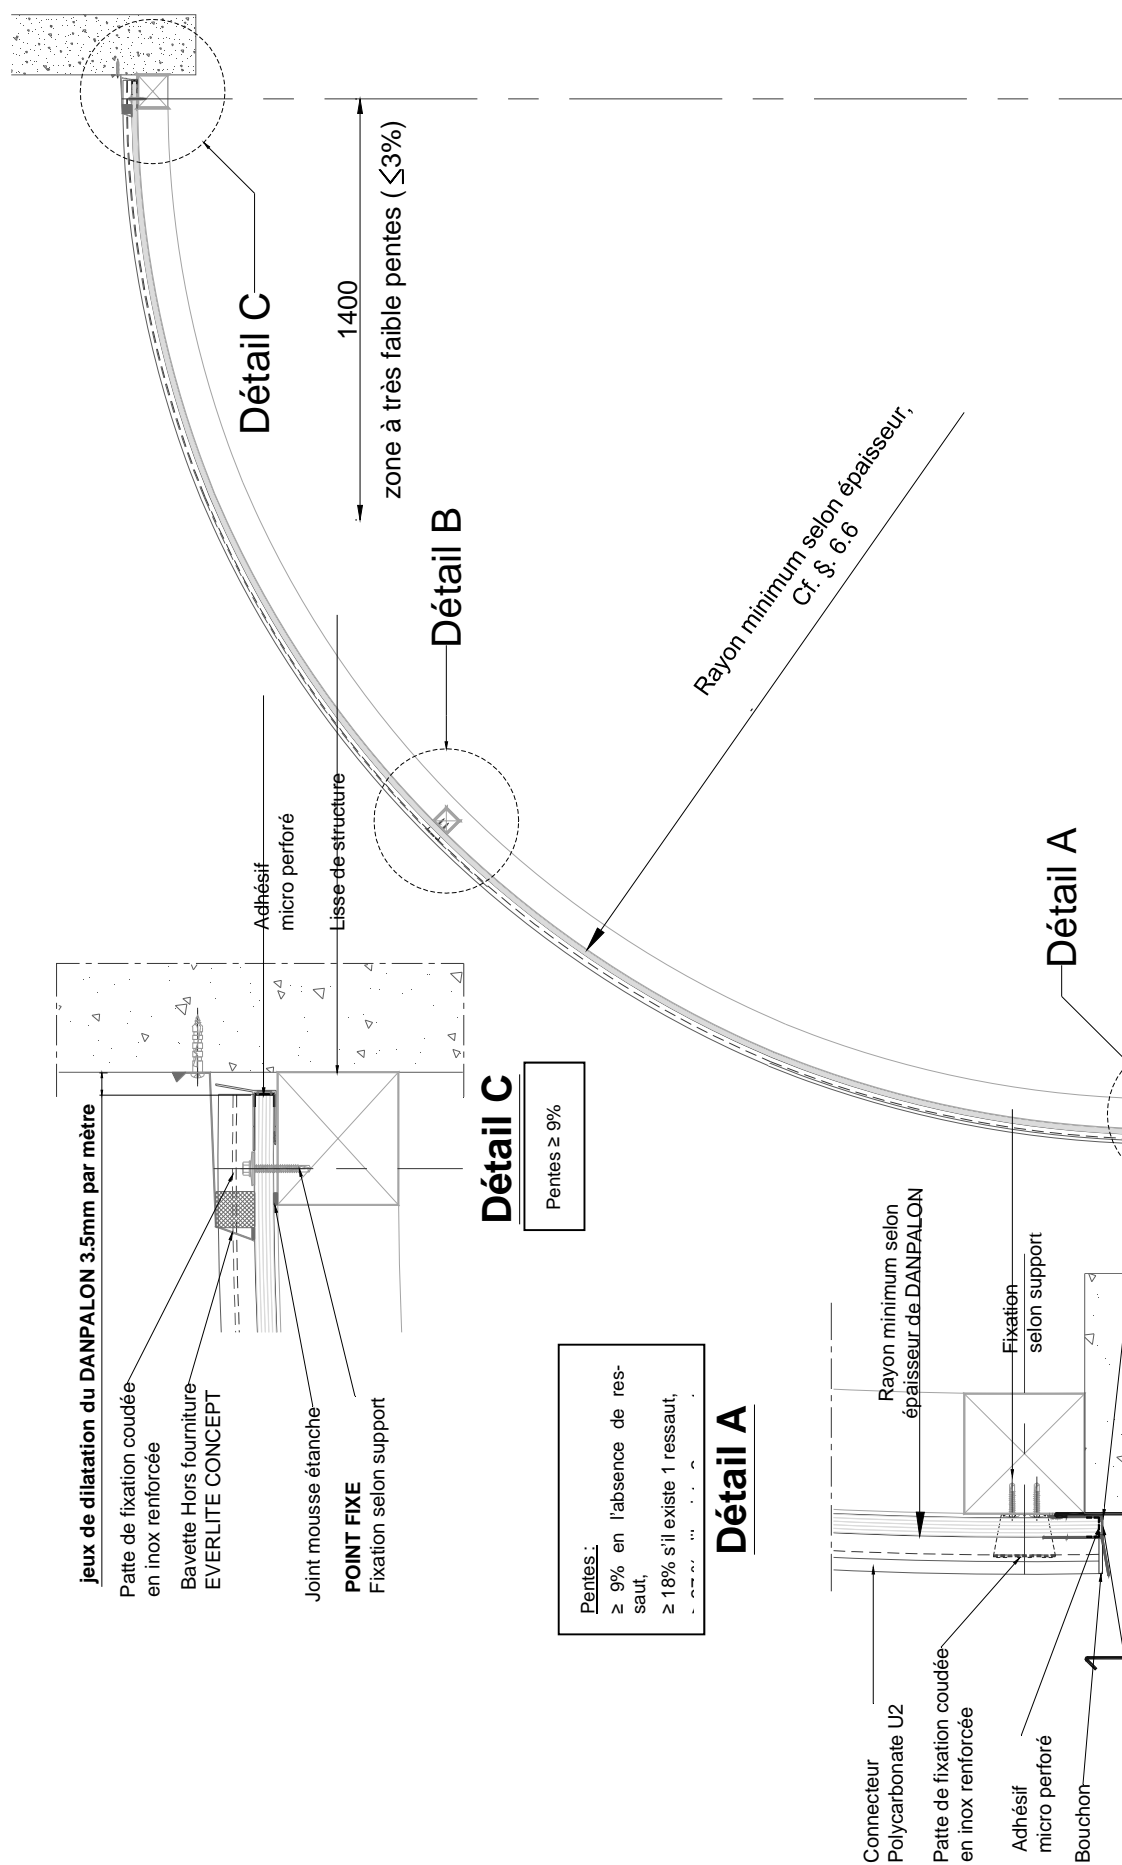 Détail C
1400
zone à très faible pentes ( ≤3%)
Détail B
Rayon minimum selon épaisseur,
Cf. §. 6.6
Détail A
Adhésif
micro perforé
Lisse de structure
jeux de dilatation du DANPALON 3.5mm par mètre
Patte de fixation coudée
en inox renforcée
Bavette Hors fourniture
EVERLITE CONCEPT
Joint mousse étanche
POINT FIXE
Fixation selon support
Détail C
Pentes ≥ 9%
Pentes :
≥ 9% en l'absence de res-
saut,
≥ 18% s'il existe 1 ressaut,
Détail A
Rayon minimum selon
épaisseur de DANPALON
Fixation
selon support
Connecteur
Polycarbonate U2
Patte de fixation coudée
en inox renforcée
Adhésif
micro perforé
Bouchon